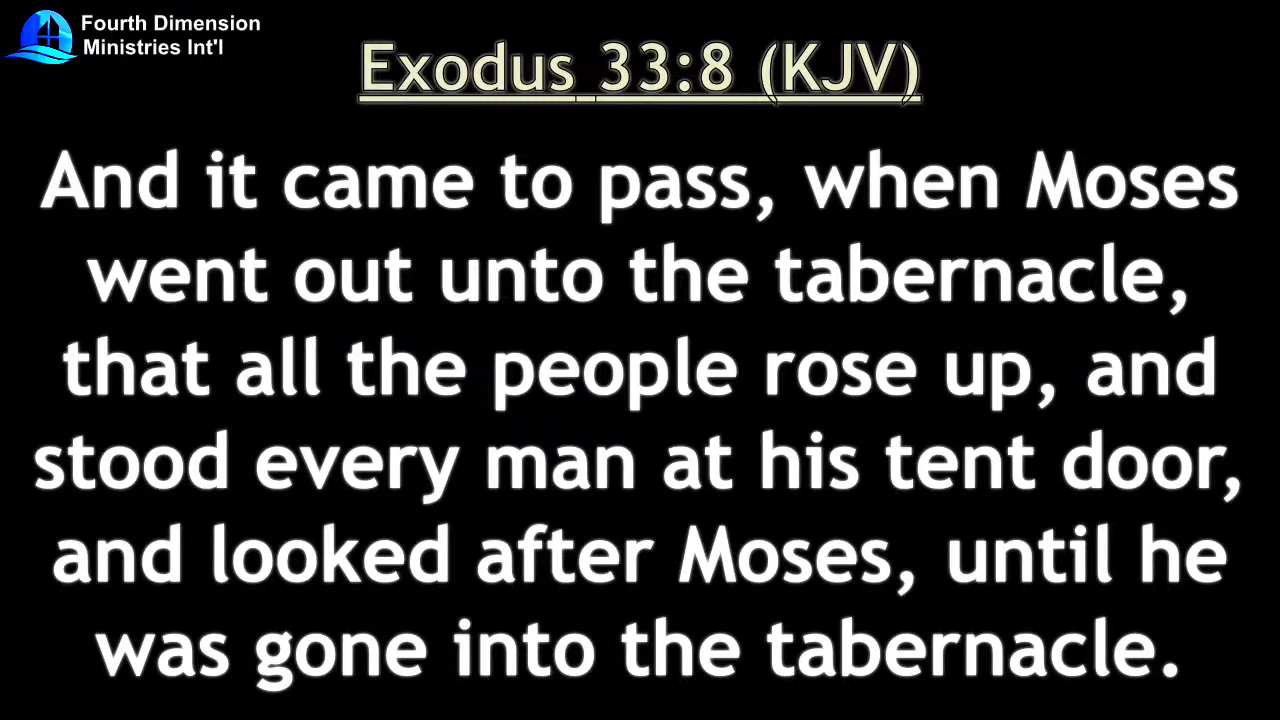 Fourth Dimension
Ministries Int'l
Exodus 33:8 (KJV)
And it came to pass, when Moses
went out unto the tabernacle,
that all the people rose up, and
stood every man at his tent door,
and looked after Moses, until he
was gone into the tabernacle.